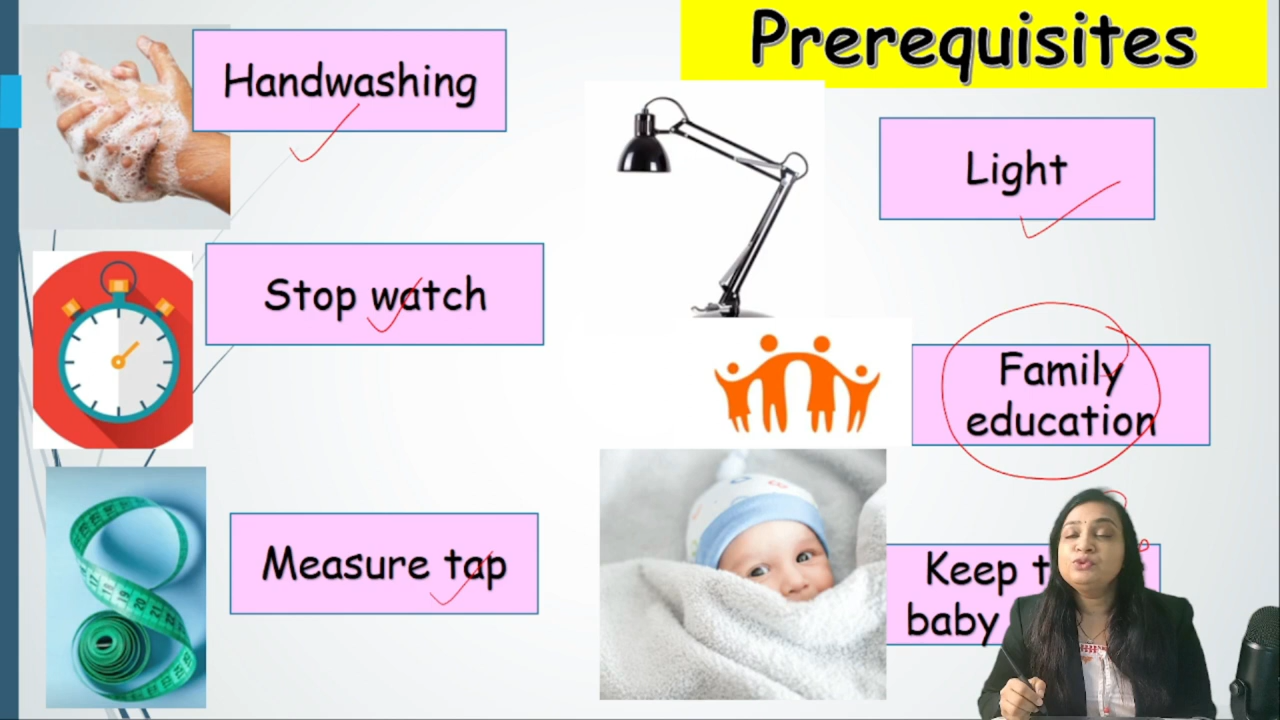 Prerequisites
Handwashing
Light
Stop watch
Family
education
Measure tap
Keep
baby